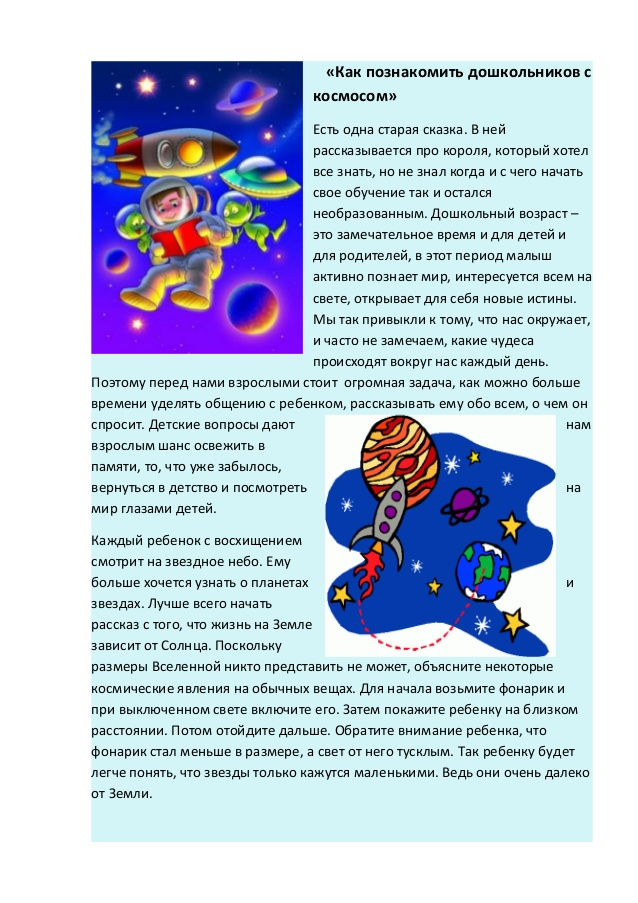 «Как познакомить дошкольников с
космосом»
Есть одна старая сказка. В ней
рассказывается про короля, который хотел
все знать, но не знал когда и с чего начать
свое обучение так и остался
необразованным. Дошкольный возраст –
это замечательное время и для детей и
для родителей, в этот период малыш
активно познает мир, интересуется всем на
свете, открывает для себя новые истины.
Мы так привыкли к тому, что нас окружает,
и часто не замечаем, какие чудеса
происходят вокруг нас каждый день.
Поэтому перед нами взрослыми стоит огромная задача, как можно больше
времени уделять общению с ребенком, рассказывать ему обо всем, о чем он
спросит. Детские вопросы дают нам
взрослым шанс освежить в
памяти, то, что уже забылось,
вернуться в детство и посмотреть на
мир глазами детей.
Каждый ребенок с восхищением
смотрит на звездное небо. Ему
больше хочется узнать о планетах и
звездах. Лучше всего начать
рассказ с того, что жизнь на Земле
зависит от Солнца. Поскольку
размеры Вселенной никто представить не может, объясните некоторые
космические явления на обычных вещах. Для начала возьмите фонарик и
при выключенном свете включите его. Затем покажите ребенку на близком
расстоянии. Потом отойдите дальше. Обратите внимание ребенка, что
фонарик стал меньше в размере, а свет от него тусклым. Так ребенку будет
легче понять, что звезды только кажутся маленькими. Ведь они очень далеко
от Земли.